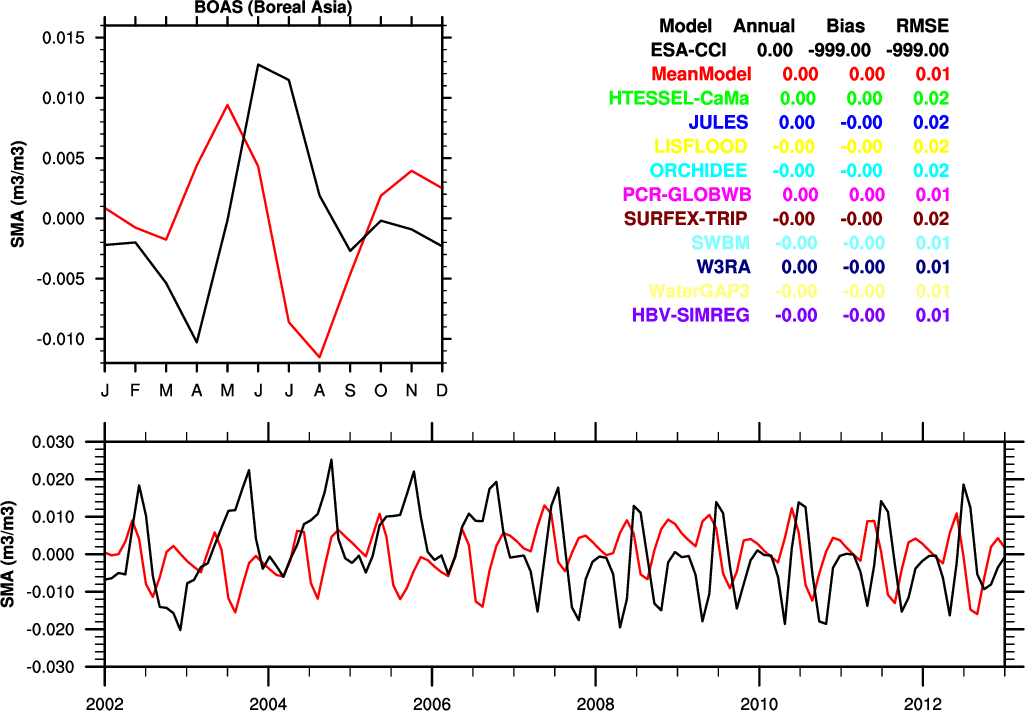 BOAS (Boreal Asia)
0.015
0.010
0.005
0.000
-0.005
-0.010
SMA (m3/m3)
J F M A M J J A S O N D
Model Annual Bias RMSE
ESA-CCI 0.00 -999.00 -999.00
MeanModel 0.00 0.00 0.01
HTESSEL-CaMa 0.00 0.00 0.02
JULES 0.00 -0.00 0.02
LISFLOOD -0.00 -0.00 0.02
ORCHIDEE -0.00 -0.00 0.02
PCR-GLOBWB 0.00 0.00 0.01
SURFEX-TRIP -0.00 -0.00 0.02
SWBM -0.00 -0.00 0.01
W3RA 0.00 -0.00 0.01
WaterGAP3 -0.00 -0.00 0.01
HBV-SIMREG -0.00 -0.00 0.01
0.030
0.020
0.010
0.000
-0.010
-0.020
-0.030
SMA (m3/m3)
2002 2004 2006 2008 2010 2012